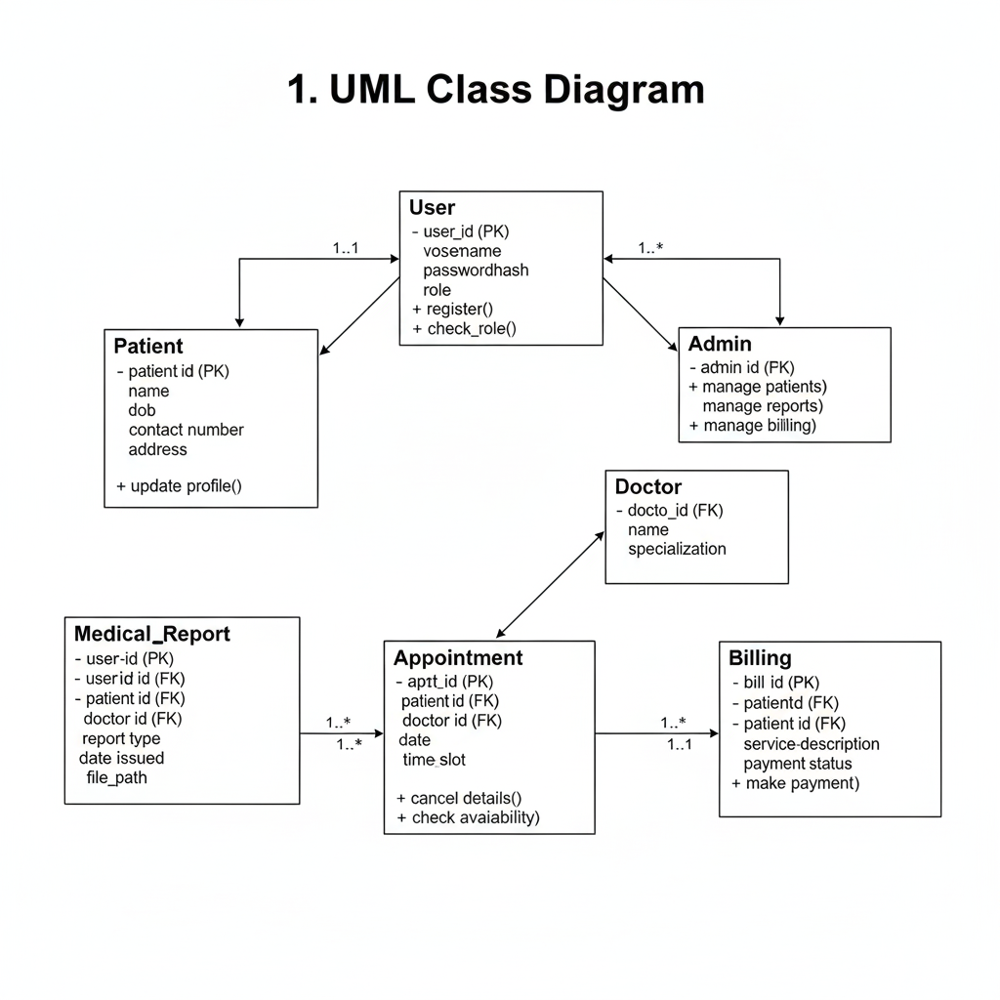 1. UML Class Diagram
User
- user_id (PK)
vosename
passwordhash
role
+ register()
+ check_role()
1..1
1..*
Patient
- patient id (PK)
name
dob
contact number
address
+ update profile()
Admin
- admin id (PK)
+ manage patients)
manage reports)
+ manage billing)
Doctor
- docto_id (FK)
name
specialization
Medical_Report
- user-id (PK)
- userid id (FK)
- patient id (FK)
doctor id (FK)
report type
date issued
file_path
1..*
1..*
Appointment
- apıt_id (PK)
patient id (FK)
doctor id (FK)
date
time_slot
+ cancel details()
+ check avaiability)
1..*
1..1
Billing
- bill id (PK)
- patientd (FK)
- patient id (FK)
service-description
payment status
+ make payment)